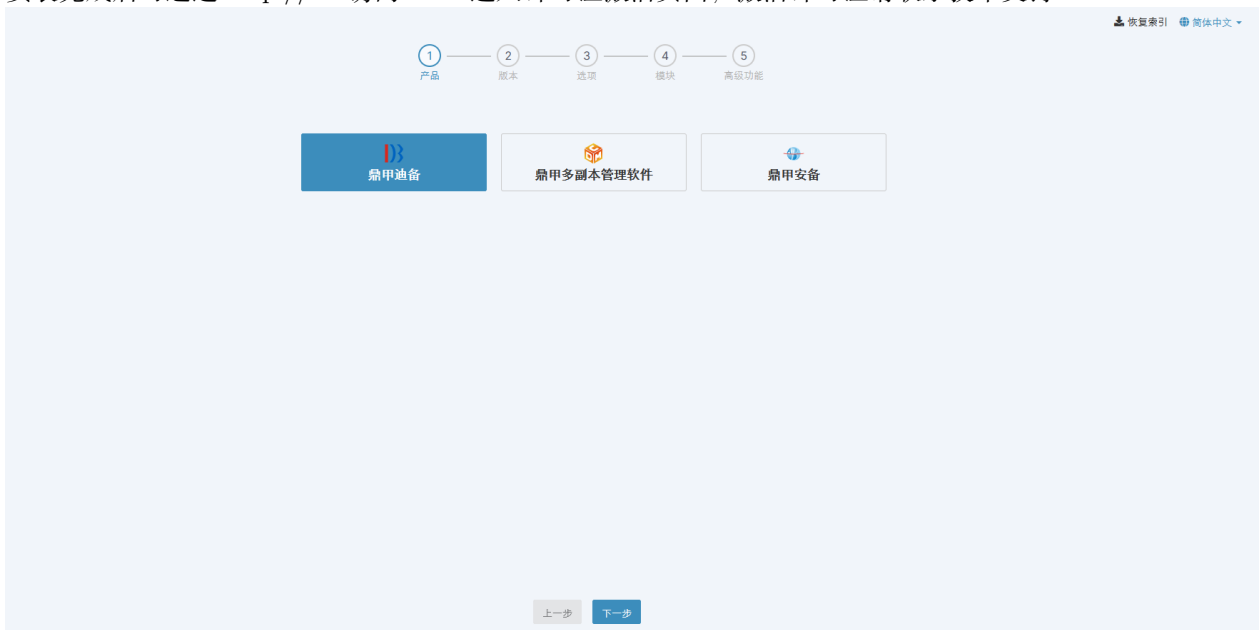 恢复索引 简体中文
1 2 3 4 5
产品 版本 选项 模块 高级功能
鼎甲迪备 鼎甲多副本管理软件 鼎甲安备
上一步 下一步